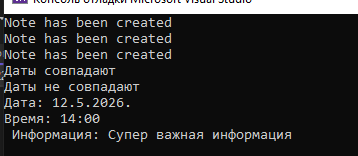 Консоль отладки Microsoft Visual Studio
Note has been created
Note has been created
Note has been created
Даты совпадают
Даты не совпадают
Дата: 12.5.2026.
Время: 14:00
Информация: Супер важная информация